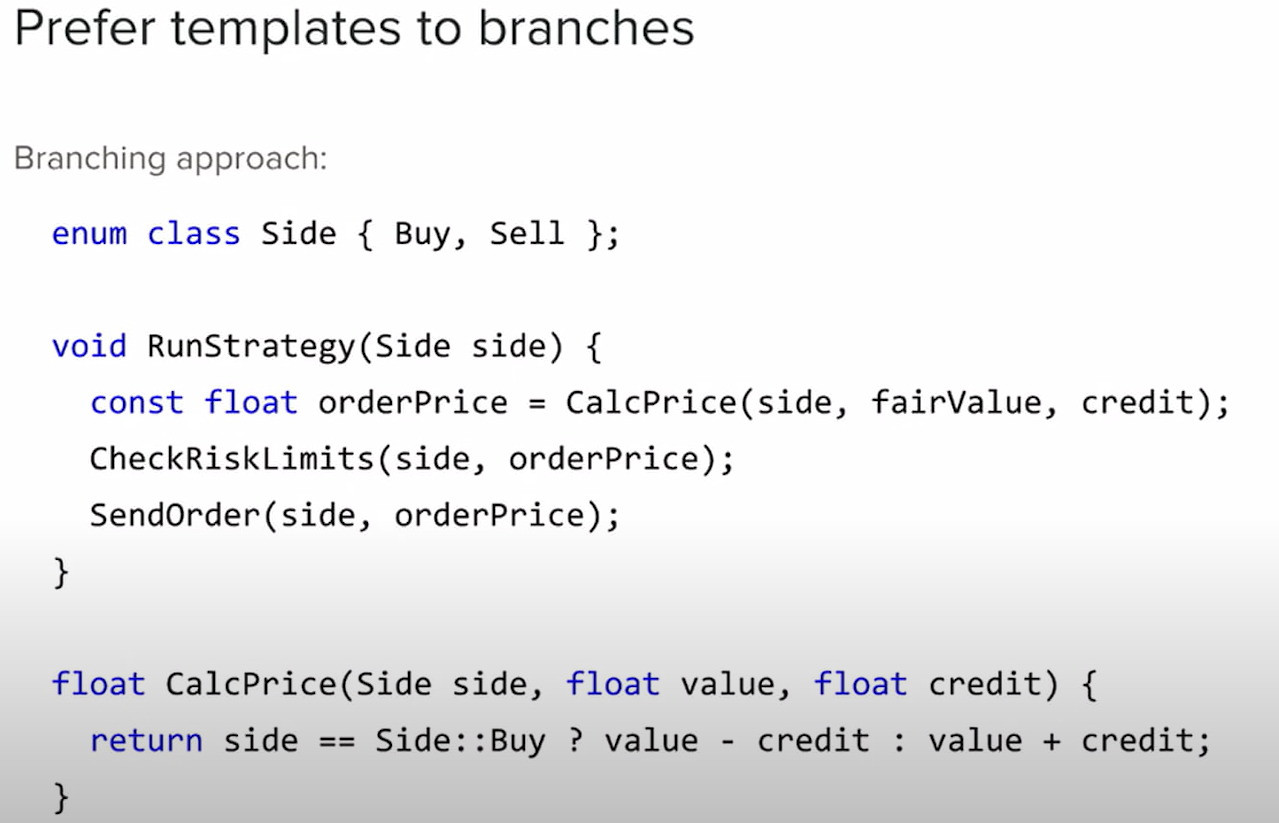 Prefer templates to branches
Branching approach:
enum class Side { Buy, Sell };
void RunStrategy(Side side) {
const float orderPrice = CalcPrice(side, fairValue, credit);
CheckRiskLimits(side, orderPrice);
SendOrder(side, orderPrice);
}
float CalcPrice(Side side, float value, float credit) {
return side == Side::Buy ? value - credit : value + credit;
}